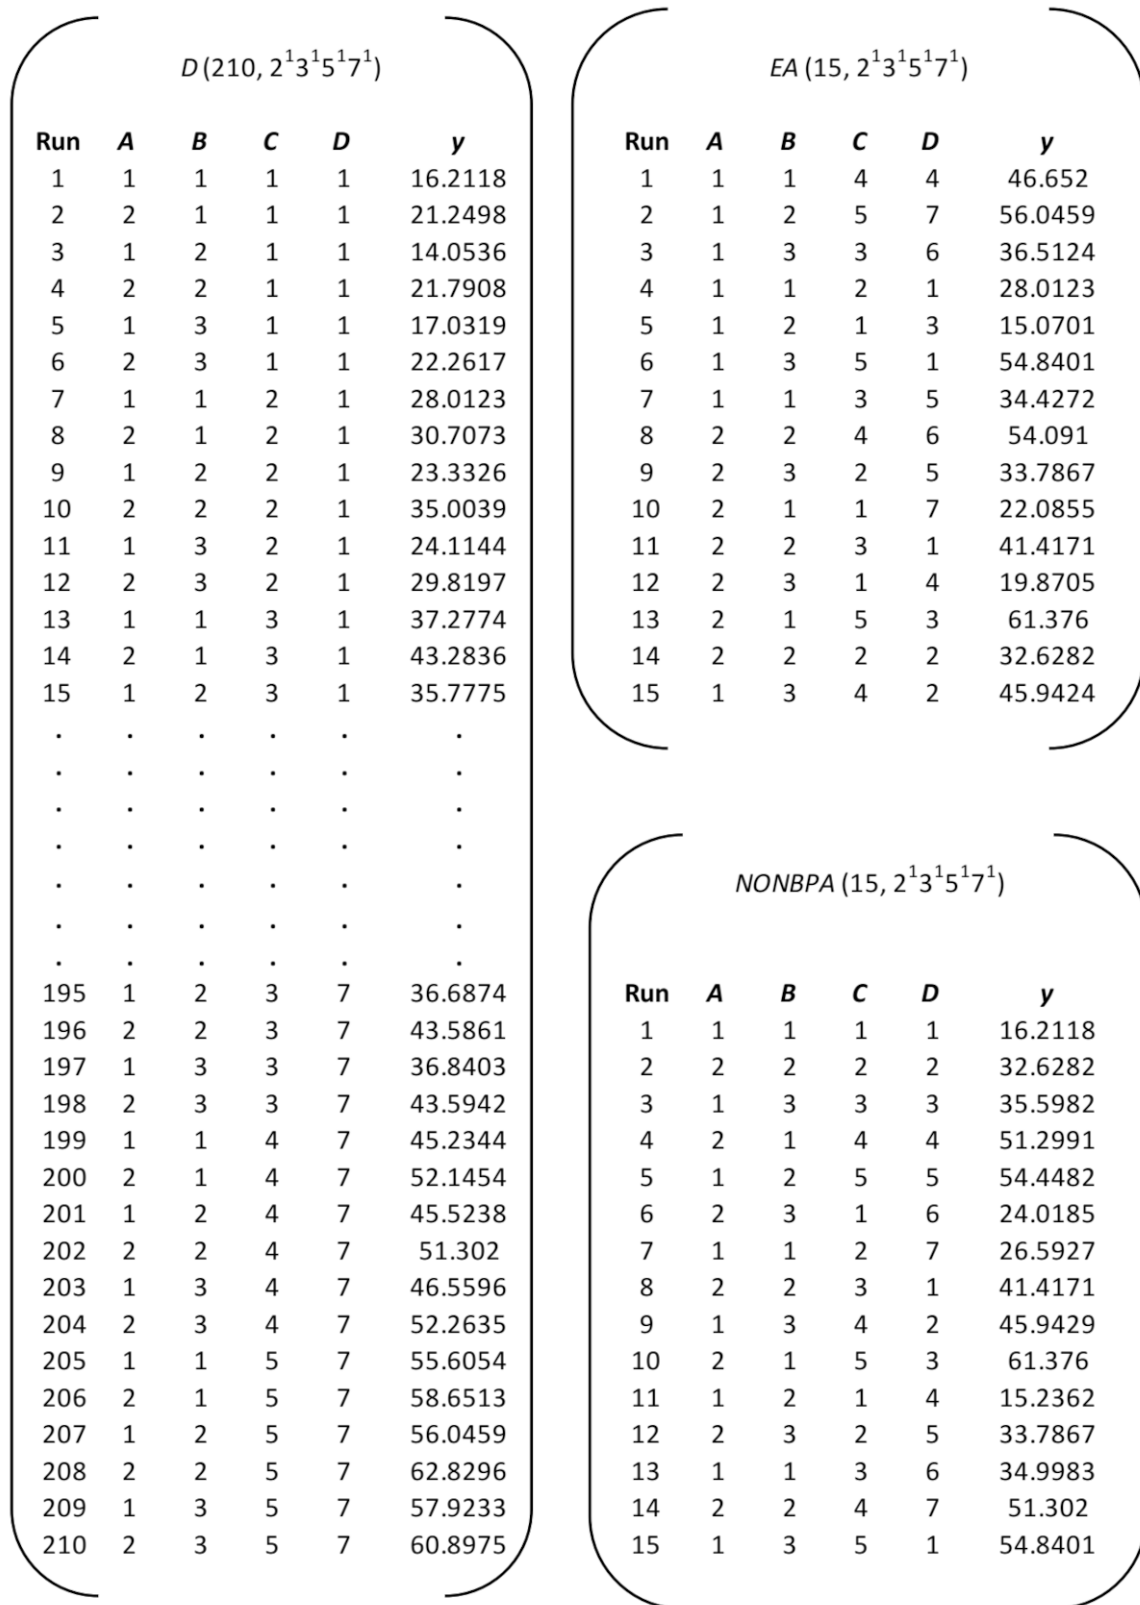 D (210, 2¹3¹5¹7¹)
Run A B C D y
1 1 1 1 1 16.2118
2 2 1 1 1 21.2498
3 1 2 1 1 14.0536
4 2 2 1 1 21.7908
5 1 3 1 1 17.0319
6 2 3 1 1 22.2617
7 1 1 2 1 28.0123
8 2 1 2 1 30.7073
9 1 2 2 1 23.3326
10 2 2 2 1 35.0039
11 1 3 2 1 24.1144
12 2 3 2 1 29.8197
13 1 1 3 1 37.2774
14 2 1 3 1 43.2836
15 1 2 3 1 35.7775
. . . . . .
. . . . . .
. . . . . .
. . . . . .
. . . . . .
. . . . . .
. . . . . .
195 1 2 3 7 36.6874
196 2 2 3 7 43.5861
197 1 3 3 7 36.8403
198 2 3 3 7 43.5942
199 1 1 4 7 45.2344
200 2 1 4 7 52.1454
201 1 2 4 7 45.5238
202 2 2 4 7 51.302
203 1 3 4 7 46.5596
204 2 3 4 7 52.2635
205 1 1 5 7 55.6054
206 2 1 5 7 58.6513
207 1 2 5 7 56.0459
208 2 2 5 7 62.8296
209 1 3 5 7 57.9233
210 2 3 5 7 60.8975
EA (15, 2¹3¹5¹7¹)
Run A B C D y
1 1 1 4 4 46.652
2 1 2 5 7 56.0459
3 1 3 3 6 36.5124
4 1 1 2 1 28.0123
5 1 2 1 3 15.0701
6 1 3 5 1 54.8401
7 1 1 3 5 34.4272
8 2 2 4 6 54.091
9 2 3 2 5 33.7867
10 2 1 1 7 22.0855
11 2 2 3 1 41.4171
12 2 3 1 4 19.8705
13 2 1 5 3 61.376
14 2 2 2 2 32.6282
15 1 3 4 2 45.9424
NONBPA (15, 2¹3¹5¹7¹)
Run A B C D y
1 1 1 1 1 16.2118
2 2 2 2 2 32.6282
3 1 3 3 3 35.5982
4 2 1 4 4 51.2991
5 1 2 5 5 54.4482
6 2 3 1 6 24.0185
7 1 1 2 7 26.5927
8 2 2 3 1 41.4171
9 1 3 4 2 45.9429
10 2 1 5 3 61.376
11 1 2 1 4 15.2362
12 2 3 2 5 33.7867
13 1 1 3 6 34.9983
14 2 2 4 7 51.302
15 1 3 5 1 54.8401